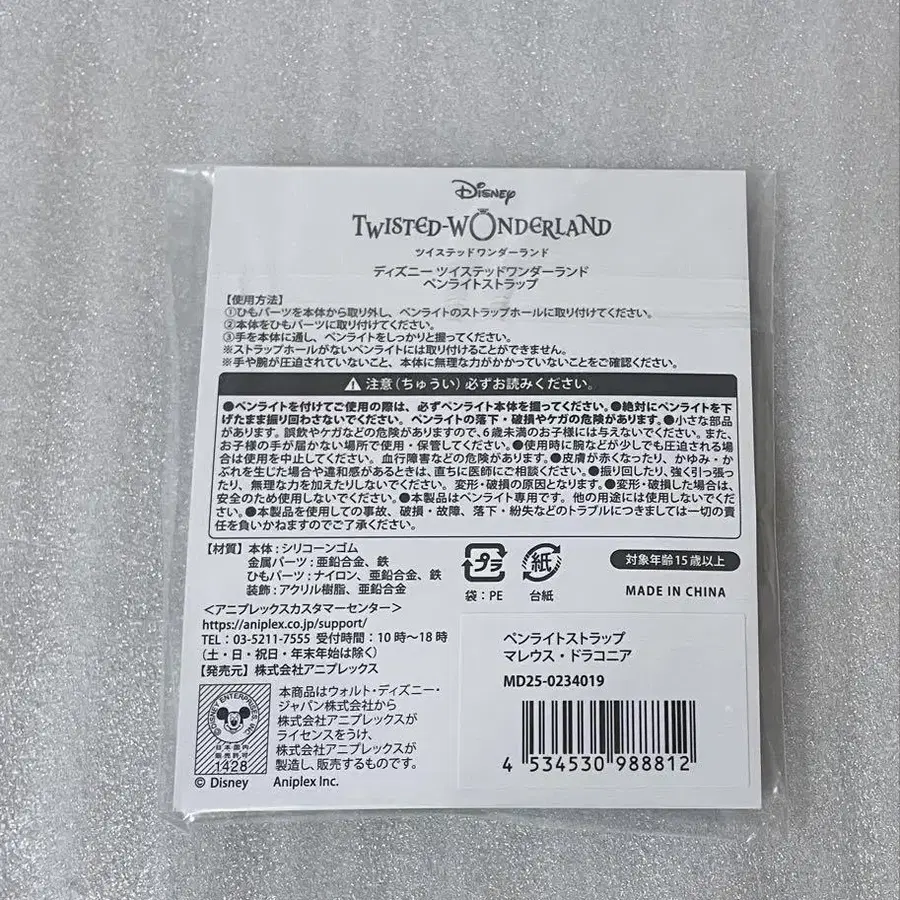 Disney
TWISTED-WONDERLAND
ツイステッドワンダーランド
ディズニー ツイステッドワンダーランド
ペンライトストラップ
【使用方法】
①ひもパーツを本体から取り外し、ペンライトのストラップホールに取り付けてください。
②本体をひもパーツに取り付けてください。
③手を本体に通し、ペンライトをしっかりと握ってください。
※ストラップホールがないペンライトには取り付けることができません。
※手や腕が圧迫されていないこと、本体に無理な力がかかっていないことをご確認ください。
注意（ちゅうい）必ずお読みください。
●ペンライトを付けてご使用の際は、必ずペンライト本体を握ってください。●絶対にペンライトを下
げたまま振り回さないでください。ペンライトの落下・破損やケガの危険があります。●小さな部品
があります。誤飲やケガなどの危険がありますので、6歳未満のお子様には与えないでください。また、
お子様の手が届かない場所で使用・保管してください。●使用時に腕などが少しでも圧迫される場
合は使用を中止してください。血行障害などの危険があります。●皮膚が赤くなったり、かゆみ・か
ぶれを生じた場合や違和感があるときは、直ちに医師にご相談ください。●振り回したり、強く引っ張っ
たり、無理な力を加えたりしないでください。変形・破損の原因となります。●変形・破損した場合は、
安全のため使用しないでください。●本製品はペンライト専用です。他の用途には使用しないでくだ
さい。●本製品を使用しての事故、破損・故障、落下・紛失などのトラブルにつきましては一切の責
任を負いかねますのでご了承ください。
【材質】本体：シリコーンゴム
金属パーツ：亜鉛合金、鉄
ひもパーツ：ナイロン、亜鉛合金、鉄
装飾：アクリル樹脂、亜鉛合金
プラ
袋：PE
紙
台紙
対象年齢15歳以上
MADE IN CHINA
＜アニプレックスカスタマーセンター＞
https://aniplex.co.jp/support/
TEL：03-5211-7555 受付時間：10時～18時
（土・日・祝日・年末年始は除く）
【発売元】株式会社アニプレックス
© DISNEY ENTERPRISES, INC.
日本国内
販売許可
1428
本商品はウォルト・ディズニー・
ジャパン株式会社から
株式会社アニプレックスが
ライセンスをうけ、
株式会社アニプレックスが
製造し、販売するものです。
© Disney Aniplex Inc.
ペンライトストラップ
マレウス・ドラコニア
MD25-0234019
4 534530 988812